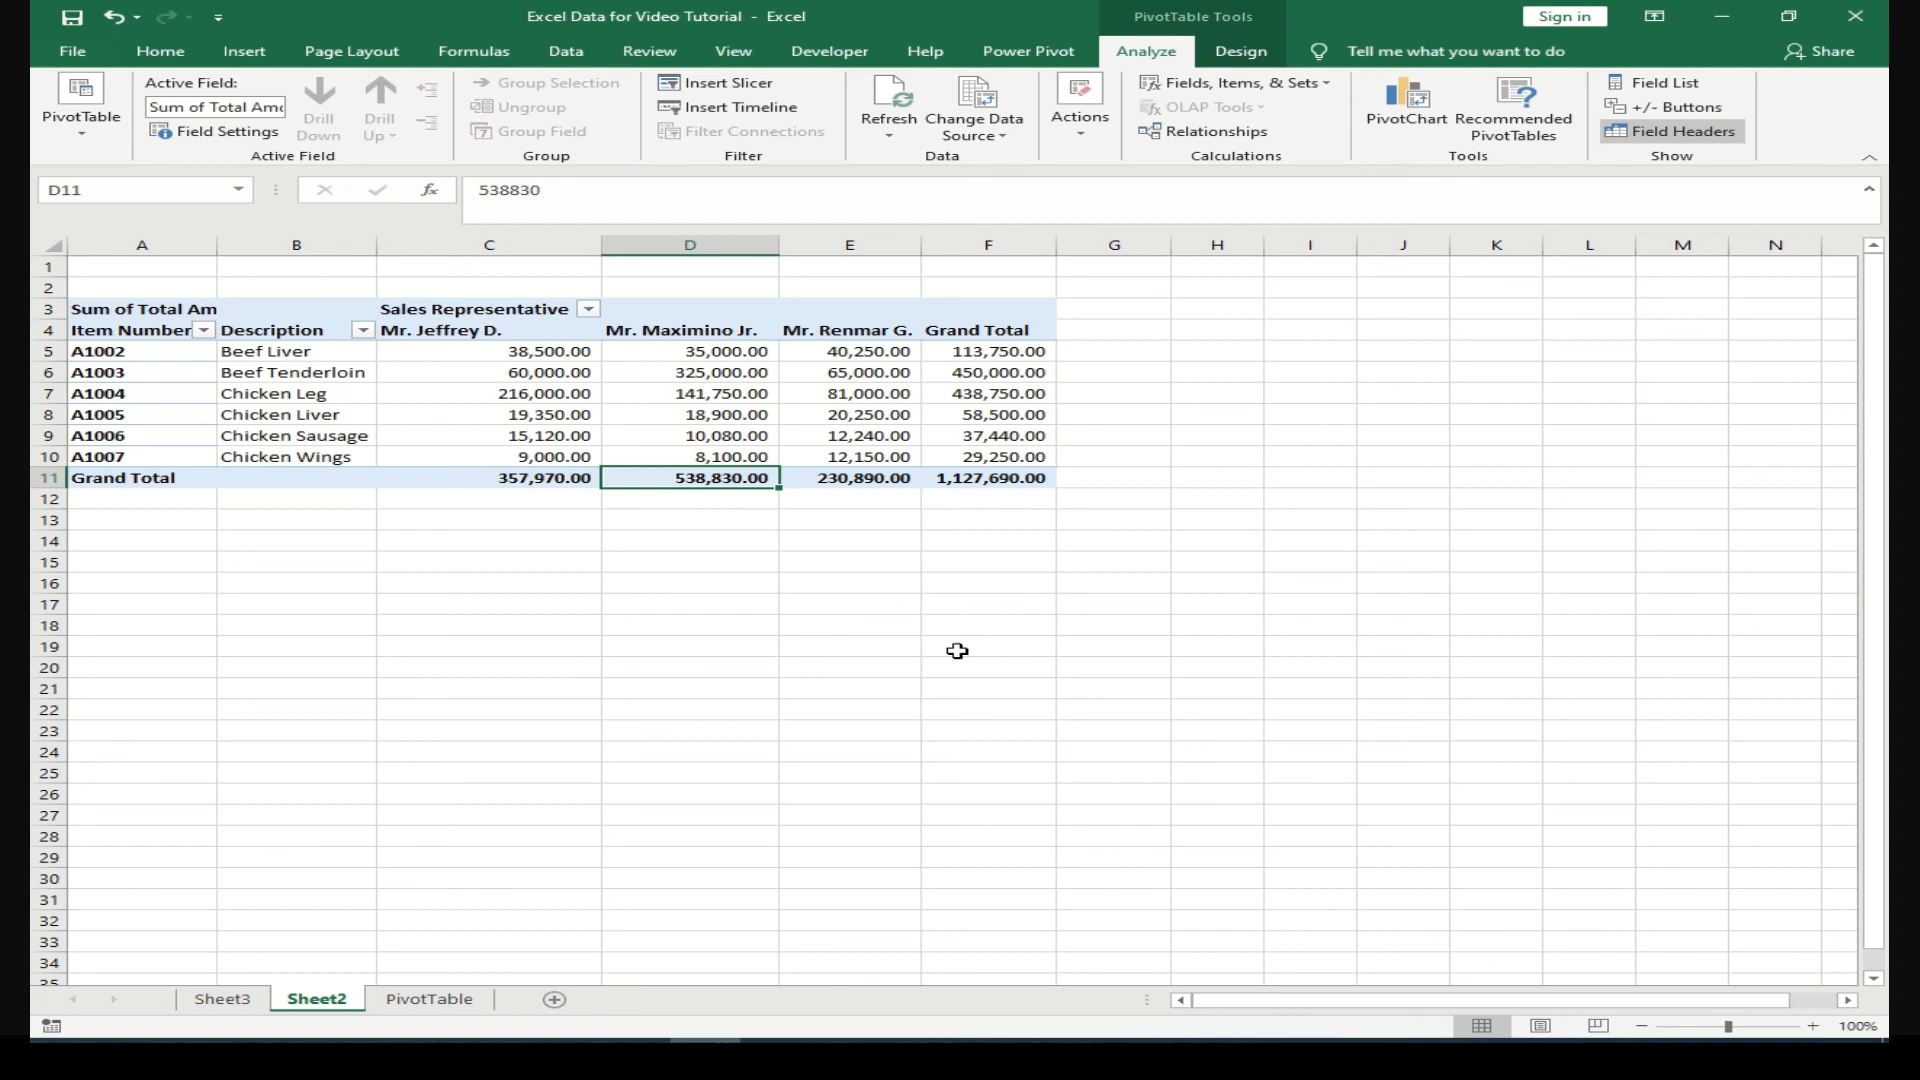 Excel Data for Video Tutorial - Excel
PivotTable Tools
Sign in
File Home Insert Page Layout Formulas Data Review View Developer Help Power Pivot Analyze Design Tell me what you want to do Share
PivotTable
Active Field:
Sum of Total Amo
Field Settings
Drill Down
Drill Up
Active Field
Group Selection
Ungroup
Group Field
Group
Insert Slicer
Insert Timeline
Filter Connections
Filter
Refresh
Change Data Source
Data
Actions
Fields, Items, & Sets
OLAP Tools
Relationships
Calculations
PivotChart
Recommended PivotTables
Tools
Field List
+/- Buttons
Field Headers
Show
D11 fx 538830
A B C D E F G H I J K L M N
1
2
3 Sum of Total Am Sales Representative
4 Item Number Description Mr. Jeffrey D. Mr. Maximino Jr. Mr. Renmar G. Grand Total
5 A1002 Beef Liver 38,500.00 35,000.00 40,250.00 113,750.00
6 A1003 Beef Tenderloin 60,000.00 325,000.00 65,000.00 450,000.00
7 A1004 Chicken Leg 216,000.00 141,750.00 81,000.00 438,750.00
8 A1005 Chicken Liver 19,350.00 18,900.00 20,250.00 58,500.00
9 A1006 Chicken Sausage 15,120.00 10,080.00 12,240.00 37,440.00
10 A1007 Chicken Wings 9,000.00 8,100.00 12,150.00 29,250.00
11 Grand Total 357,970.00 538,830.00 230,890.00 1,127,690.00
12
13
14
15
16
17
18
19
20
21
22
23
24
25
26
27
28
29
30
31
32
33
34
35
Sheet3 Sheet2 PivotTable
100%